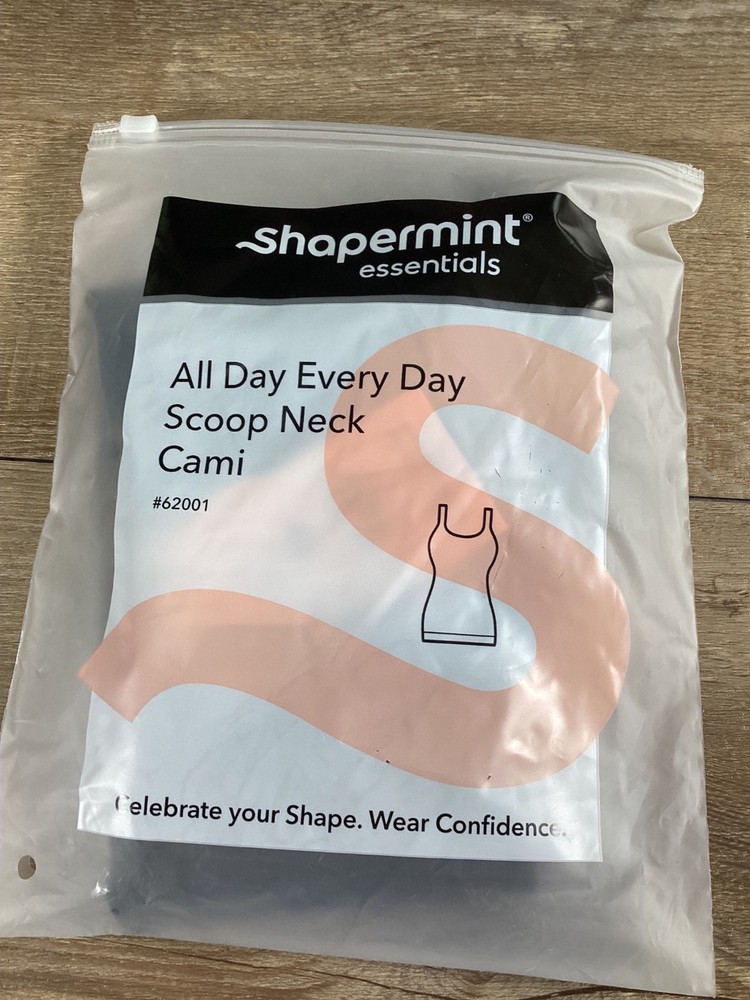 shapermint®
essentials
All Day Every Day
Scoop Neck
Cami
#62001
Celebrate your Shape. Wear Confidence.